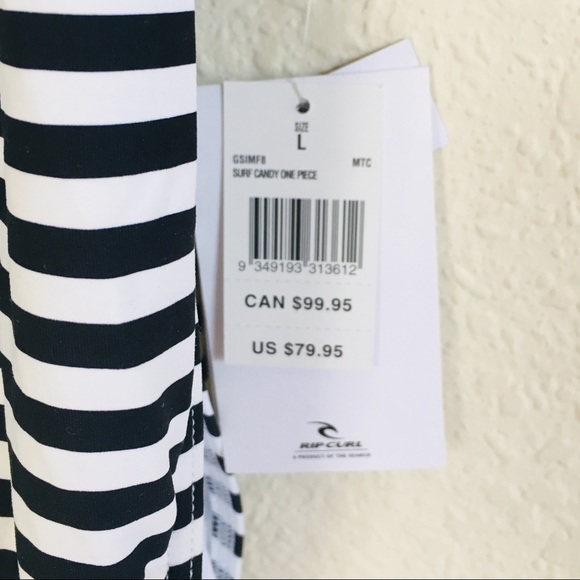 SIZE
L
GSIMF8 MTC
SURF CANDY ONE PIECE
9 349193 313612
CAN $99.95
US $79.95
RIP CURL
A PRODUCT OF THE SEARCH